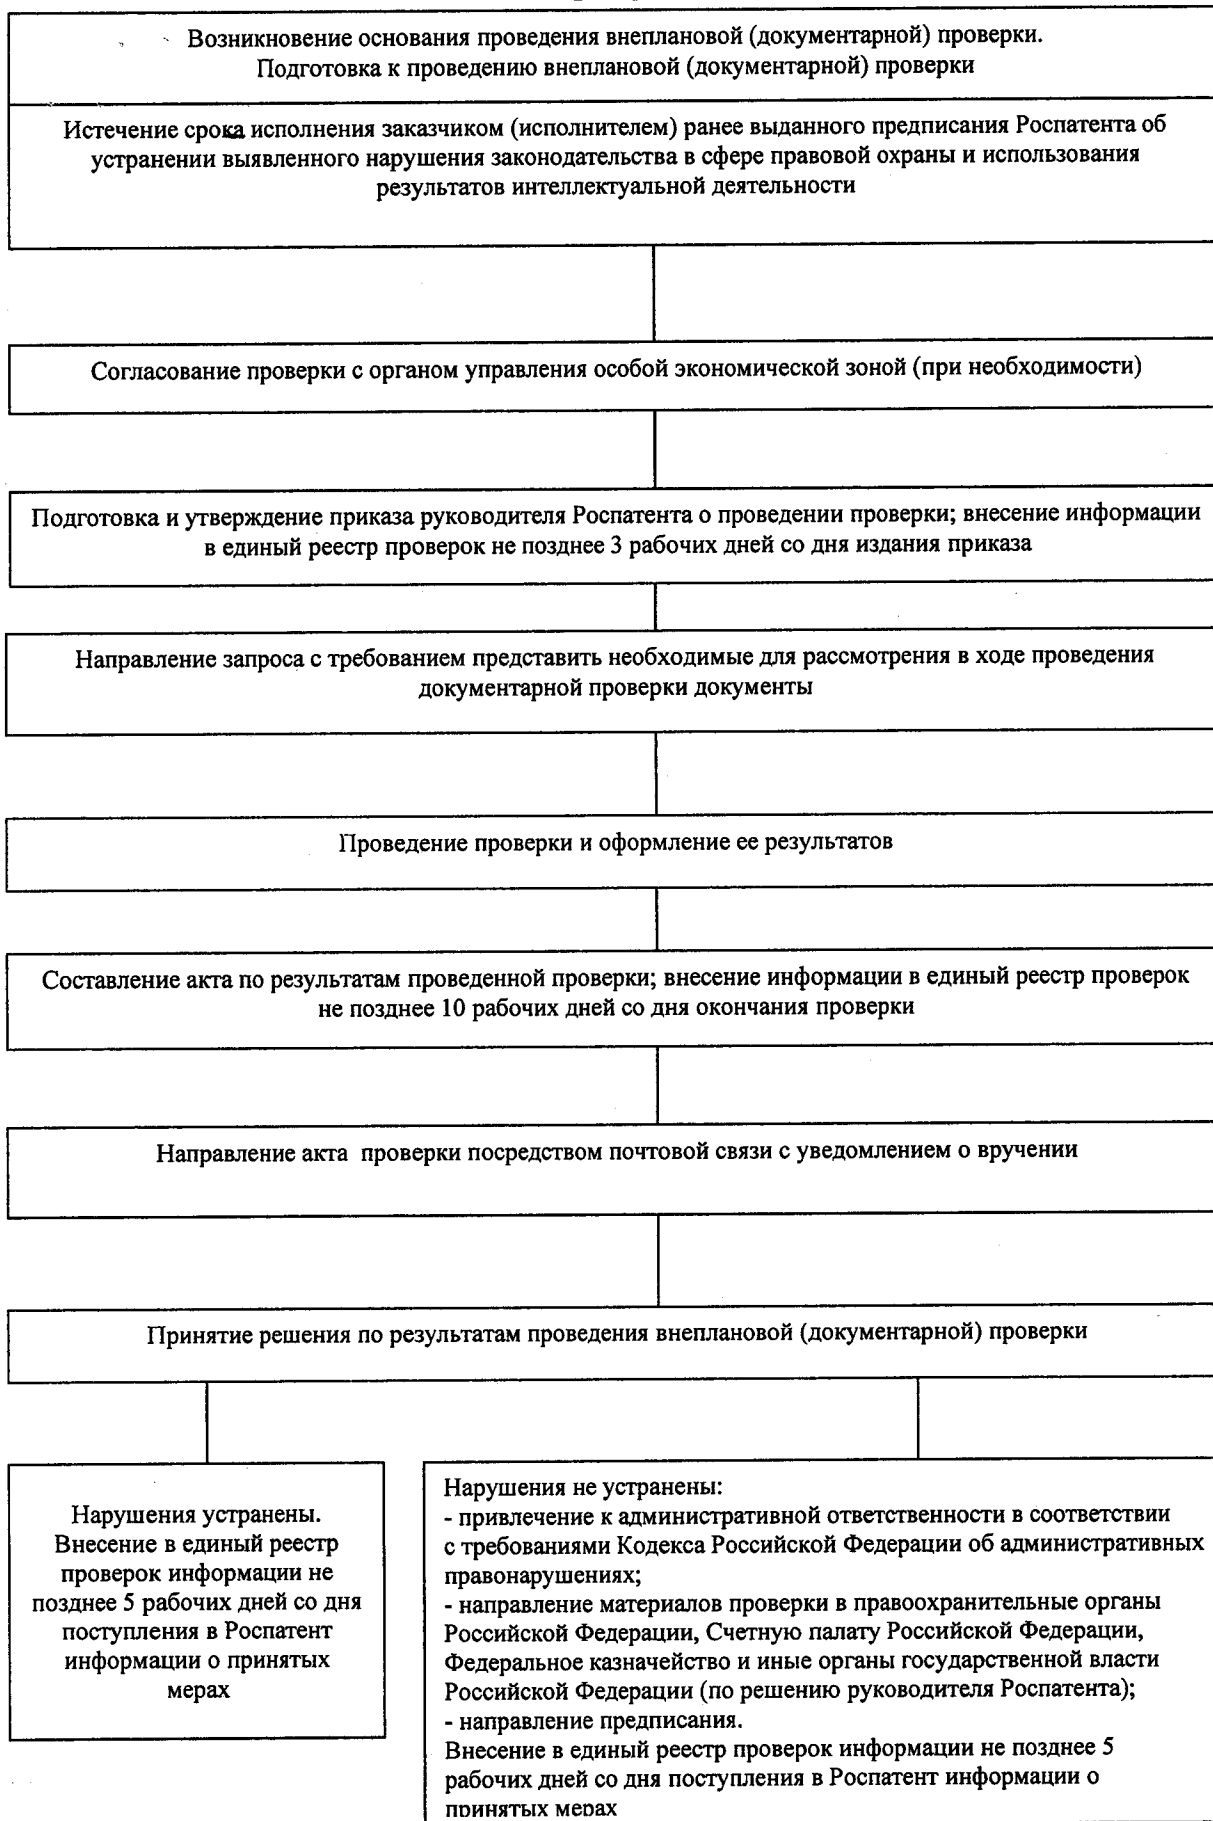 Возникновение основания проведения внеплановой (документарной) проверки.
Подготовка к проведению внеплановой (документарной) проверки
Истечение срока исполнения заказчиком (исполнителем) ранее выданного предписания Роспатента об
устранении выявленного нарушения законодательства в сфере правовой охраны и использования
результатов интеллектуальной деятельности
Согласование проверки с органом управления особой экономической зоной (при необходимости)
Подготовка и утверждение приказа руководителя Роспатента о проведении проверки; внесение информации
в единый реестр проверок не позднее 3 рабочих дней со дня издания приказа
Направление запроса с требованием представить необходимые для рассмотрения в ходе проведения
документарной проверки документы
Проведение проверки и оформление ее результатов
Составление акта по результатам проведенной проверки; внесение информации в единый реестр проверок
не позднее 10 рабочих дней со дня окончания проверки
Направление акта проверки посредством почтовой связи с уведомлением о вручении
Принятие решения по результатам проведения внеплановой (документарной) проверки
Нарушения устранены.
Внесение в единый реестр
проверок информации не
позднее 5 рабочих дней со дня
поступления в Роспатент
информации о принятых
мерах
Нарушения не устранены:
- привлечение к административной ответственности в соответствии
с требованиями Кодекса Российской Федерации об административных
правонарушениях;
- направление материалов проверки в правоохранительные органы
Российской Федерации, Счетную палату Российской Федерации,
Федеральное казначейство и иные органы государственной власти
Российской Федерации (по решению руководителя Роспатента);
- направление предписания.
Внесение в единый реестр проверок информации не позднее 5
рабочих дней со дня поступления в Роспатент информации о
принятых мерах